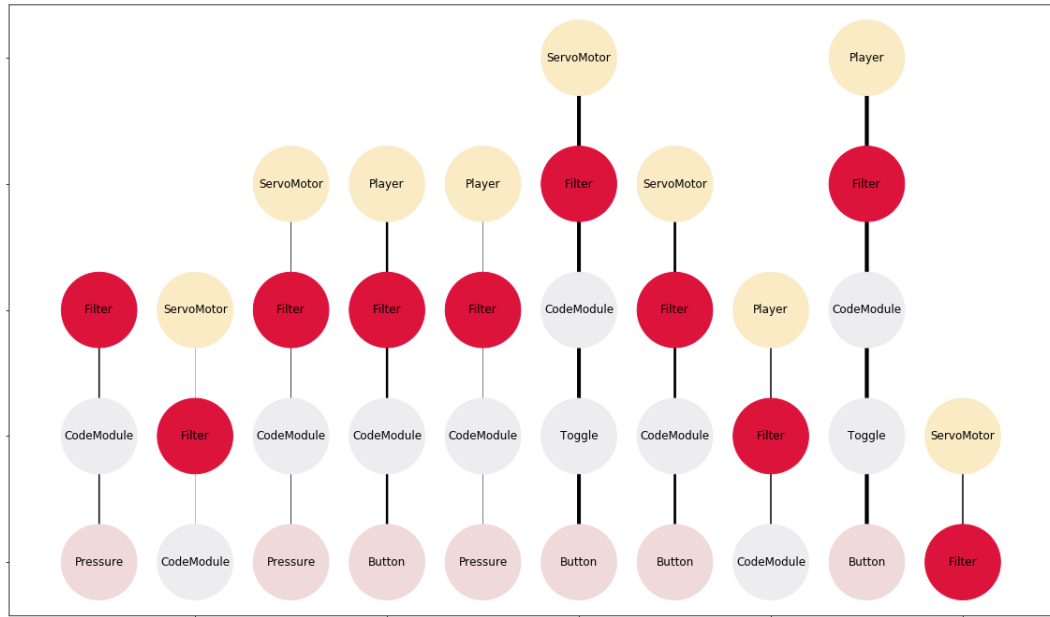 ServoMotor Player
ServoMotor Player Player Filter ServoMotor Filter
Filter ServoMotor Filter Filter Filter CodeModule Filter Player CodeModule
CodeModule Filter CodeModule CodeModule CodeModule Toggle CodeModule Filter Toggle ServoMotor
Pressure CodeModule Pressure Button Pressure Button Button CodeModule Button Filter